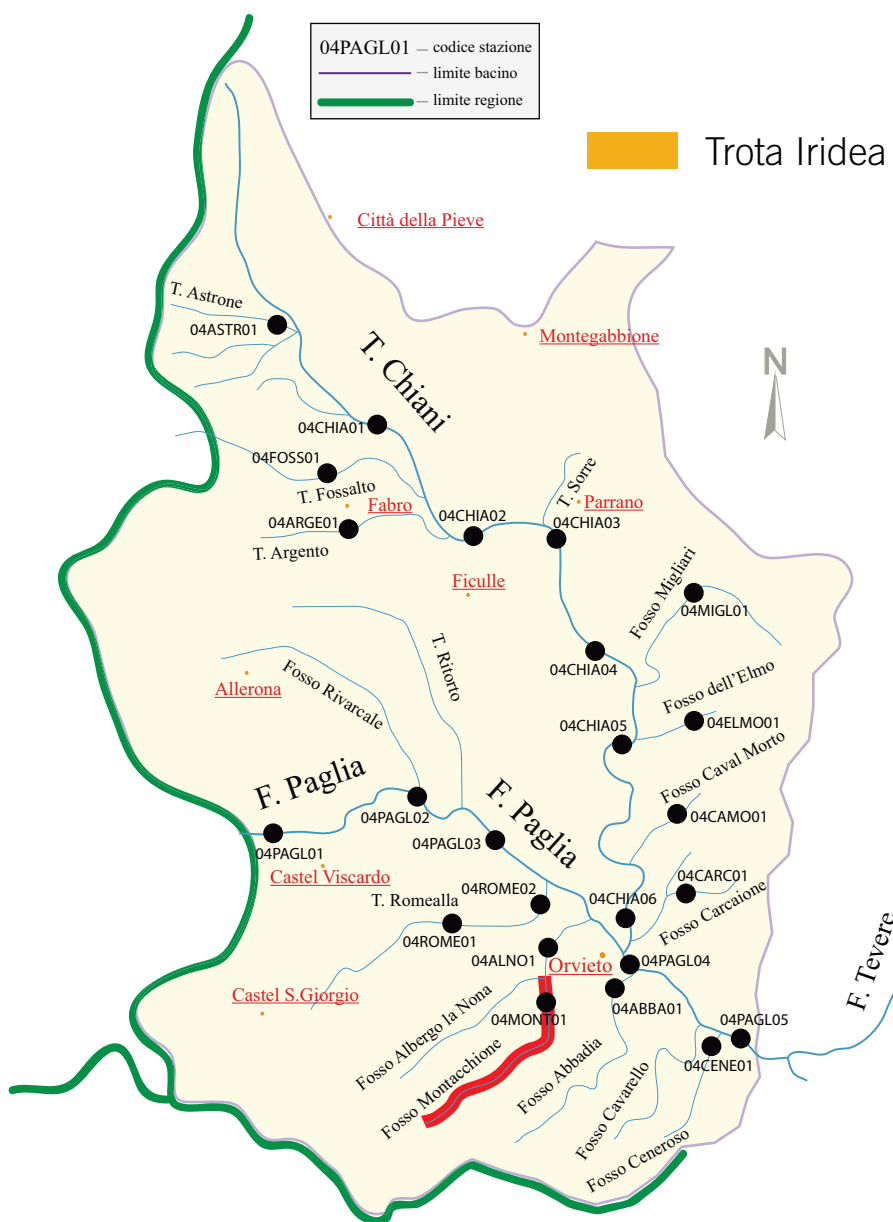 04PAGL01 — codice stazione
— limite bacino
— limite regione
Trota Iridea
Città della Pieve
T. Astrone
04ASTR01
Montegabbione
N
T. Chiani
04CHIA01
04FOSS01
T. Fossalto
T. Sorre
Fabro
Parrano
04ARGE01
04CHIA02
04CHIA03
T. Argento
Ficulle
Fosso Migliari
04MIGL01
T. Ritorto
04CHIA04
Allerona
Fosso Rivarcale
Fosso dell'Elmo
04CHIA05
04ELMO01
F. Paglia
Fosso Caval Morto
F. Paglia
04PAGL02
04CAMO01
04PAGL01
04PAGL03
Castel Viscardo
04CARC01
04ROME02
T. Romealla
04CHIA06
Fosso Carcaione
04ROME01
04ALNO1
Orvieto
04PAGL04
F. Tevere
Castel S.Giorgio
04MONT01
04ABBA01
04PAGL05
Fosso Albergo la Nona
04CENE01
Fosso Montacchione
Fosso Abbadia
Fosso Cavarello
Fosso Ceneroso